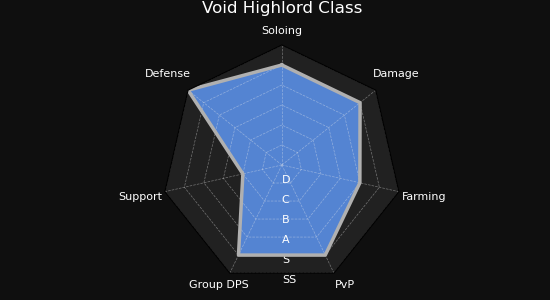 Void Highlord Class
Soloing
Defense
Damage
Support
Farming
D
C
B
A
S
SS
Group DPS
PvP